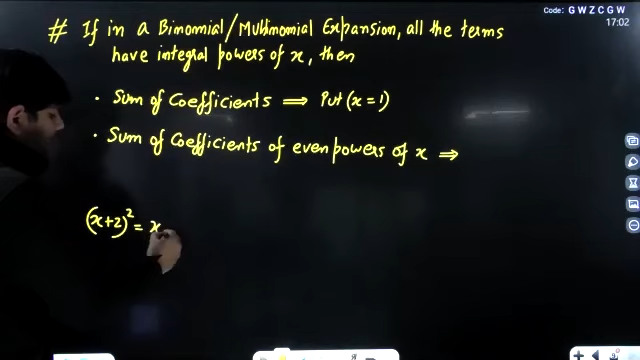 Code: G W Z C G W
17:02
# If in a Binomial/Multinomial Expansion, all the terms
have integral powers of x, then
• Sum of Coefficients ⟹ Put (x = 1)
• Sum of Coefficients of even powers of x ⟹
(x+2)² = x